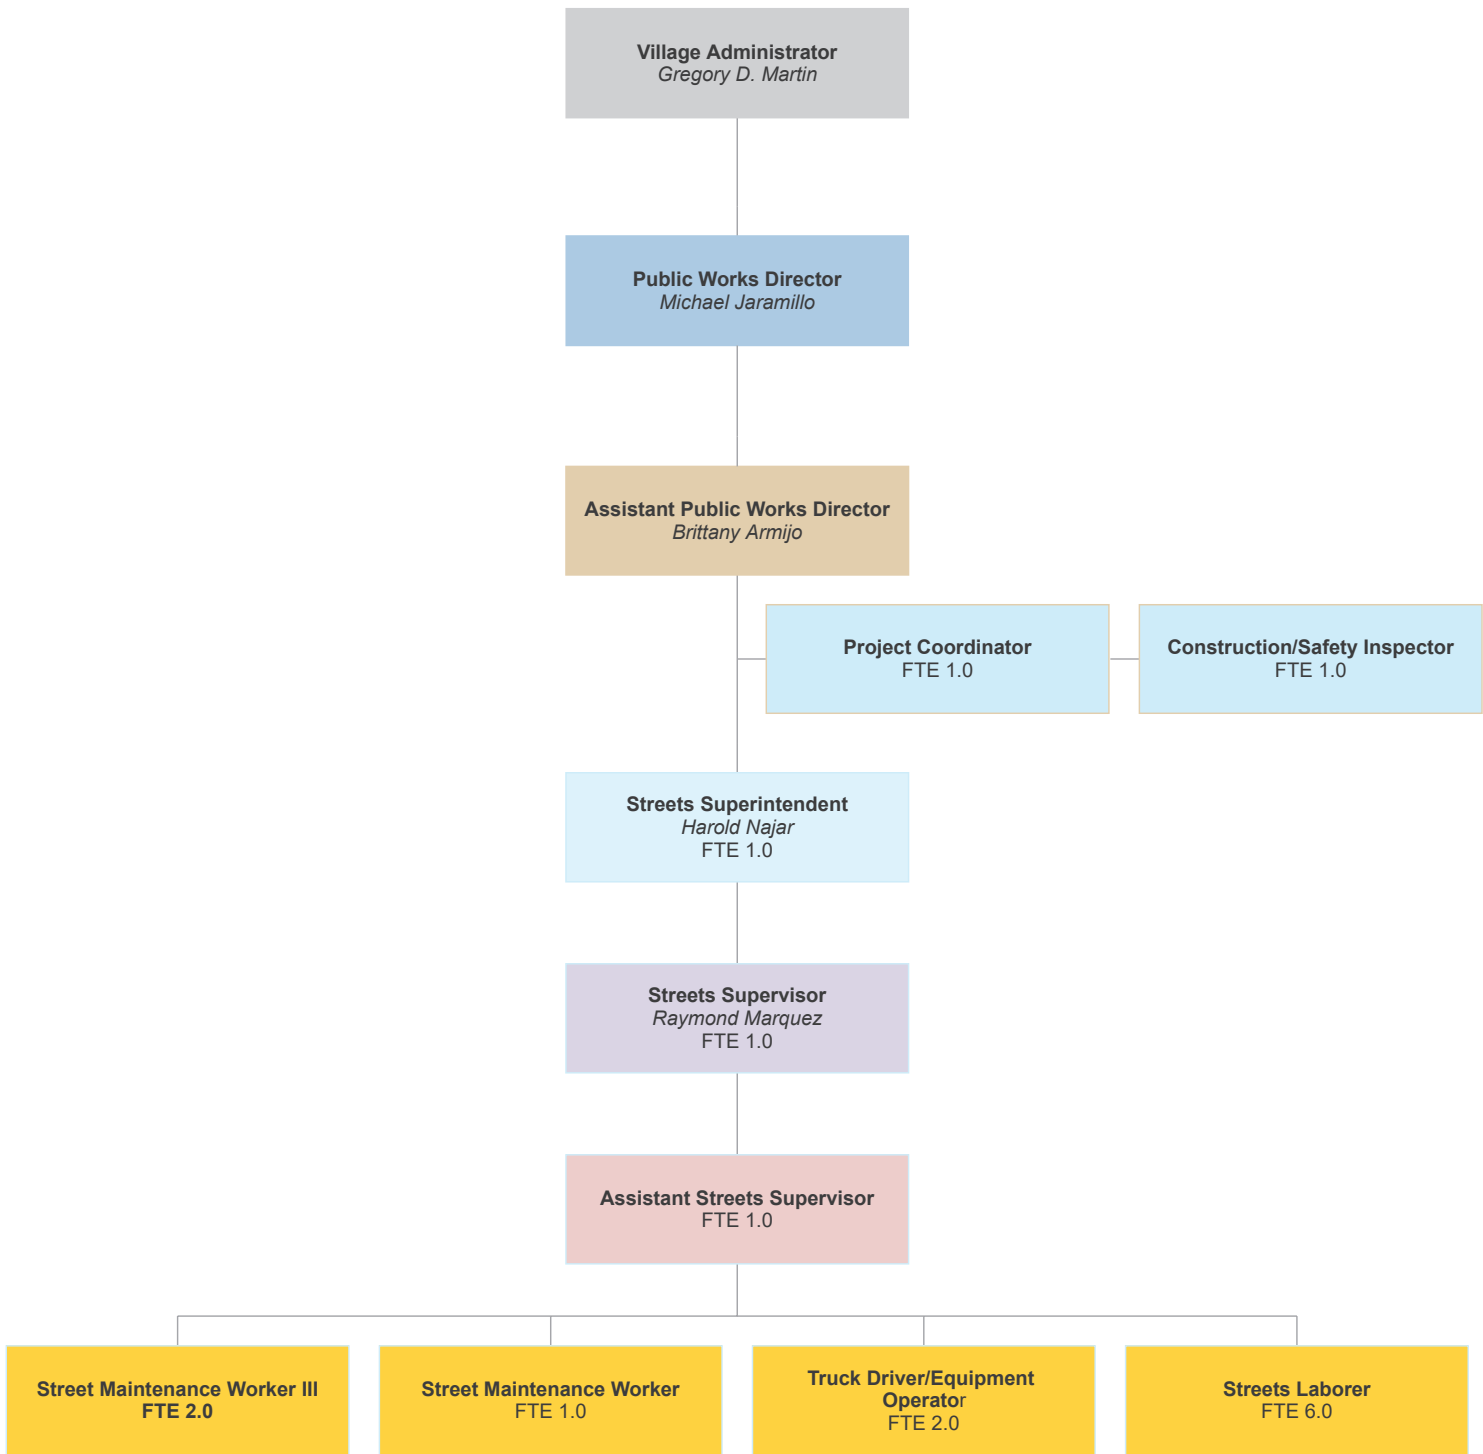 Village Administrator
Gregory D. Martin
Public Works Director
Michael Jaramillo
Assistant Public Works Director
Brittany Armijo
Project Coordinator
FTE 1.0
Construction/Safety Inspector
FTE 1.0
Streets Superintendent
Harold Najar
FTE 1.0
Streets Supervisor
Raymond Marquez
FTE 1.0
Assistant Streets Supervisor
FTE 1.0
Street Maintenance Worker III
FTE 2.0
Street Maintenance Worker
FTE 1.0
Truck Driver/Equipment
Operator
FTE 2.0
Streets Laborer
FTE 6.0